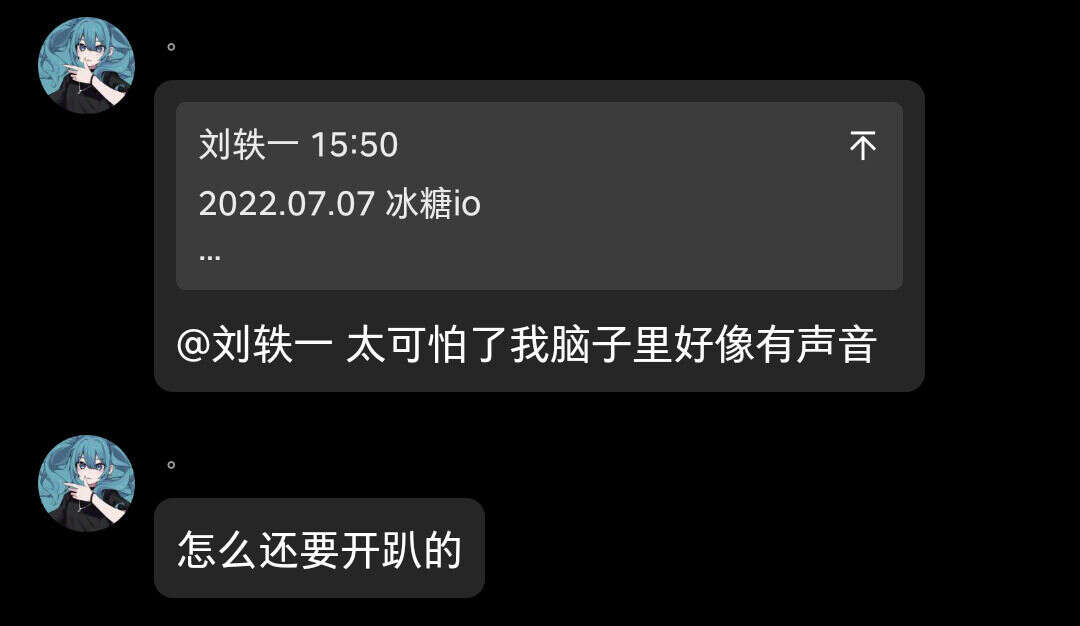 。
刘轶一 15:50
2022.07.07 冰糖io
...
@刘轶一 太可怕了我脑子里好像有声音
。
怎么还要开趴的